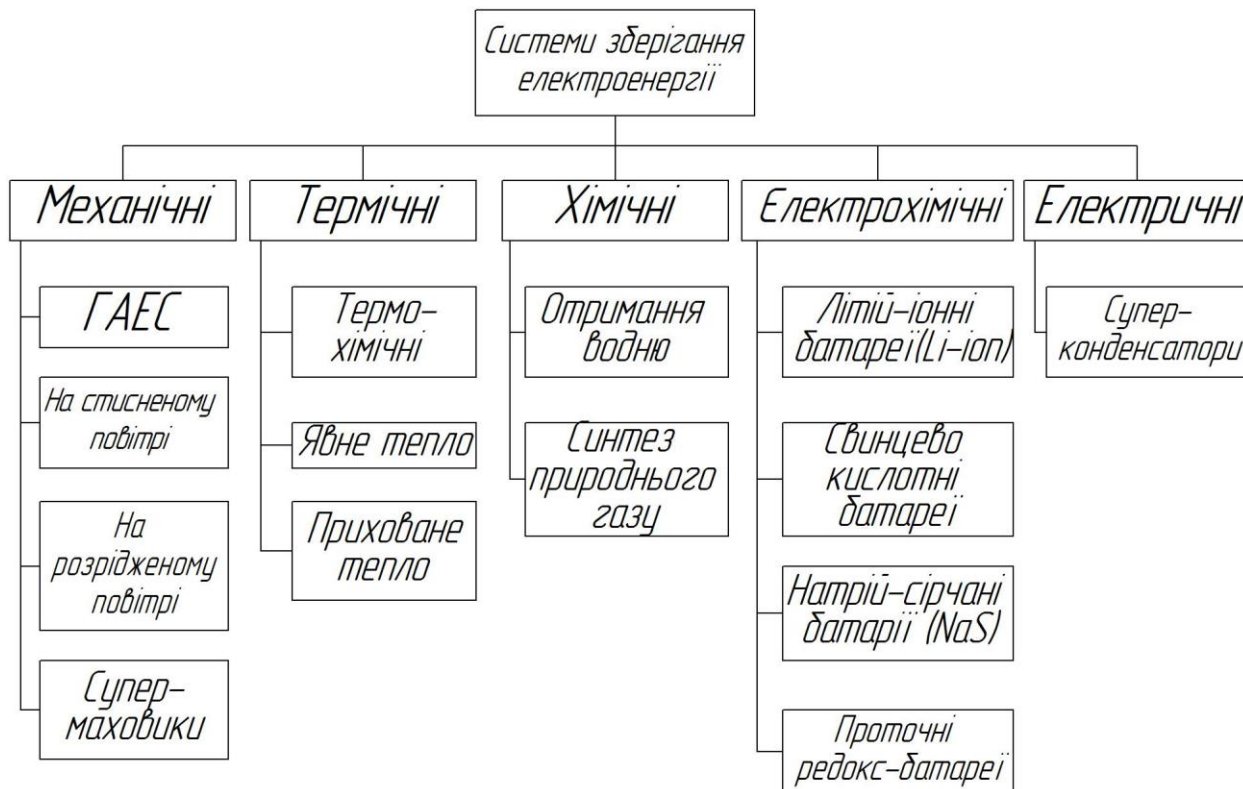 Системи зберігання
електроенергії
Механічні
Термічні
Хімічні
Електрохімічні
Електричні
ГАЕС
На стисненому
повітрі
На
розрідженому
повітрі
Супер-
маховики
Термо-
хімічні
Явне тепло
Приховане
тепло
Отримання
водню
Синтез
природнього
газу
Літій-іонні
батареї(Li-ion)
Свинцево
кислотні
батареї
Натрій-сірчані
батарії (NaS)
Проточні
редокс-батареї
Супер-
конденсатори